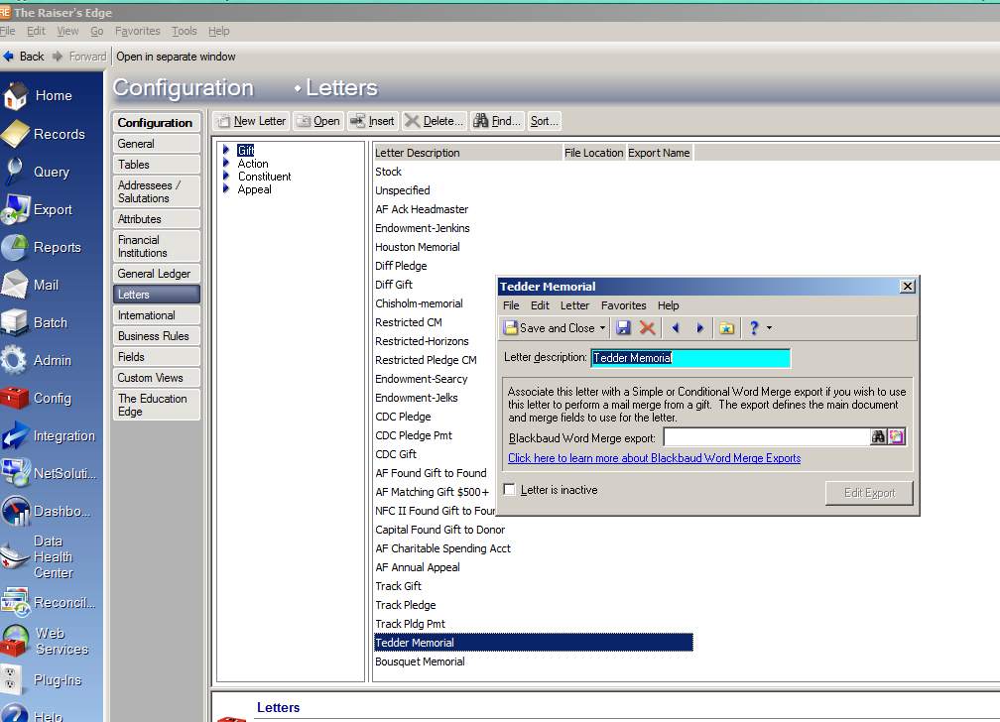 The Raiser's Edge
File Edit View Go Favorites Tools Help
Back Forward Open in separate window
Home
Records
Query
Export
Reports
Mail
Batch
Admin
Config
Integration
NetSoluti...
Dashbo...
Data
Health
Center
Reconcil...
Web
Services
Plug-Ins
Help
Configuration • Letters
Configuration
General
Tables
Addressees /
Salutations
Attributes
Financial
Institutions
General Ledger
Letters
International
Business Rules
Fields
Custom Views
The Education
Edge
New Letter Open Insert Delete... Find... Sort...
Gift
Action
Constituent
Appeal
Letter Description File Location Export Name
Stock
Unspecified
AF Ack Headmaster
Endowment-Jenkins
Houston Memorial
Diff Pledge
Diff Gift
Chisholm-memorial
Restricted CM
Restricted-Horizons
Restricted Pledge CM
Endowment-Searcy
Endowment-Jelks
CDC Pledge
CDC Pledge Pmt
CDC Gift
AF Found Gift to Found
AF Matching Gift $500+
NFC II Found Gift to Four
Capital Found Gift to Donor
AF Charitable Spending Acct
AF Annual Appeal
Track Gift
Track Pledge
Track Pldg Pmt
Tedder Memorial
Bousquet Memorial
Tedder Memorial
File Edit Letter Favorites Help
Save and Close
Letter description: Tedder Memorial
Associate this letter with a Simple or Conditional Word Merge export if you wish to use
this letter to perform a mail merge from a gift. The export defines the main document
and merge fields to use for the letter.
Blackbaud Word Merge export:
Click here to learn more about Blackbaud Word Merge Exports
Letter is inactive
Edit Export
Letters